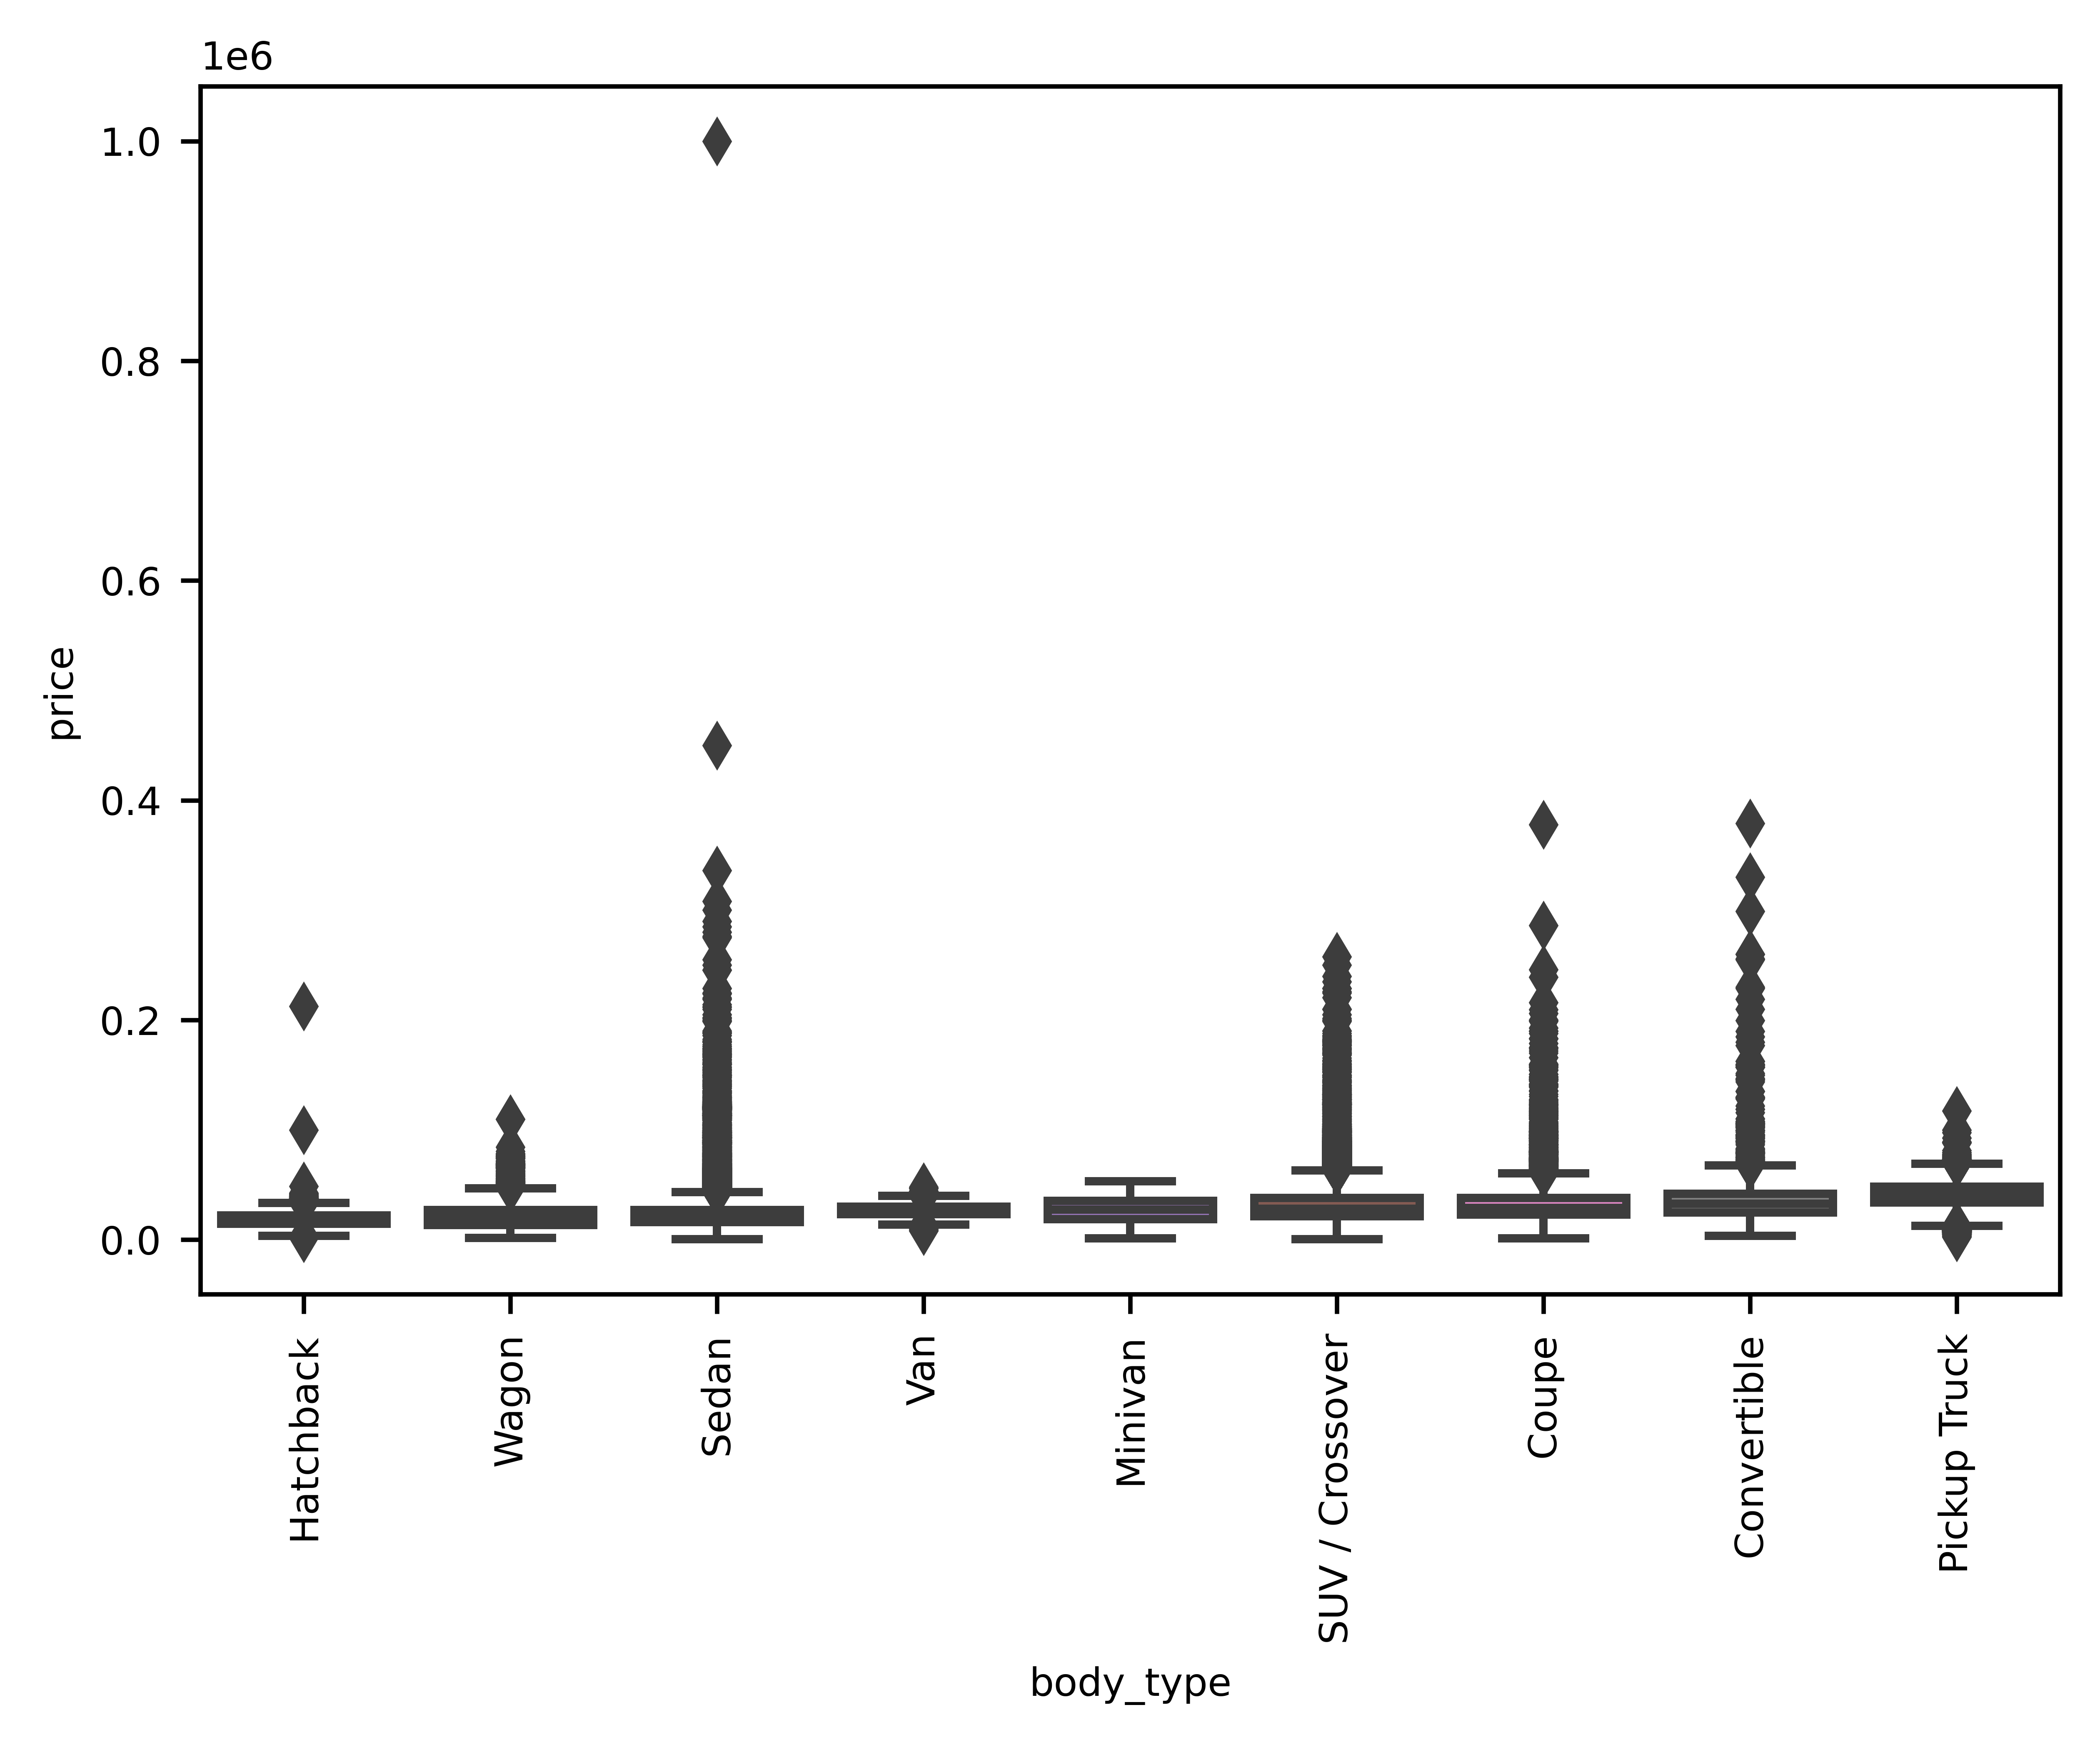 1e6
1.0
0.8
0.6
0.4
0.2
0.0
price
Hatchback
Wagon
Sedan
Van
Minivan
SUV / Crossover
Coupe
Convertible
Pickup Truck
body_type